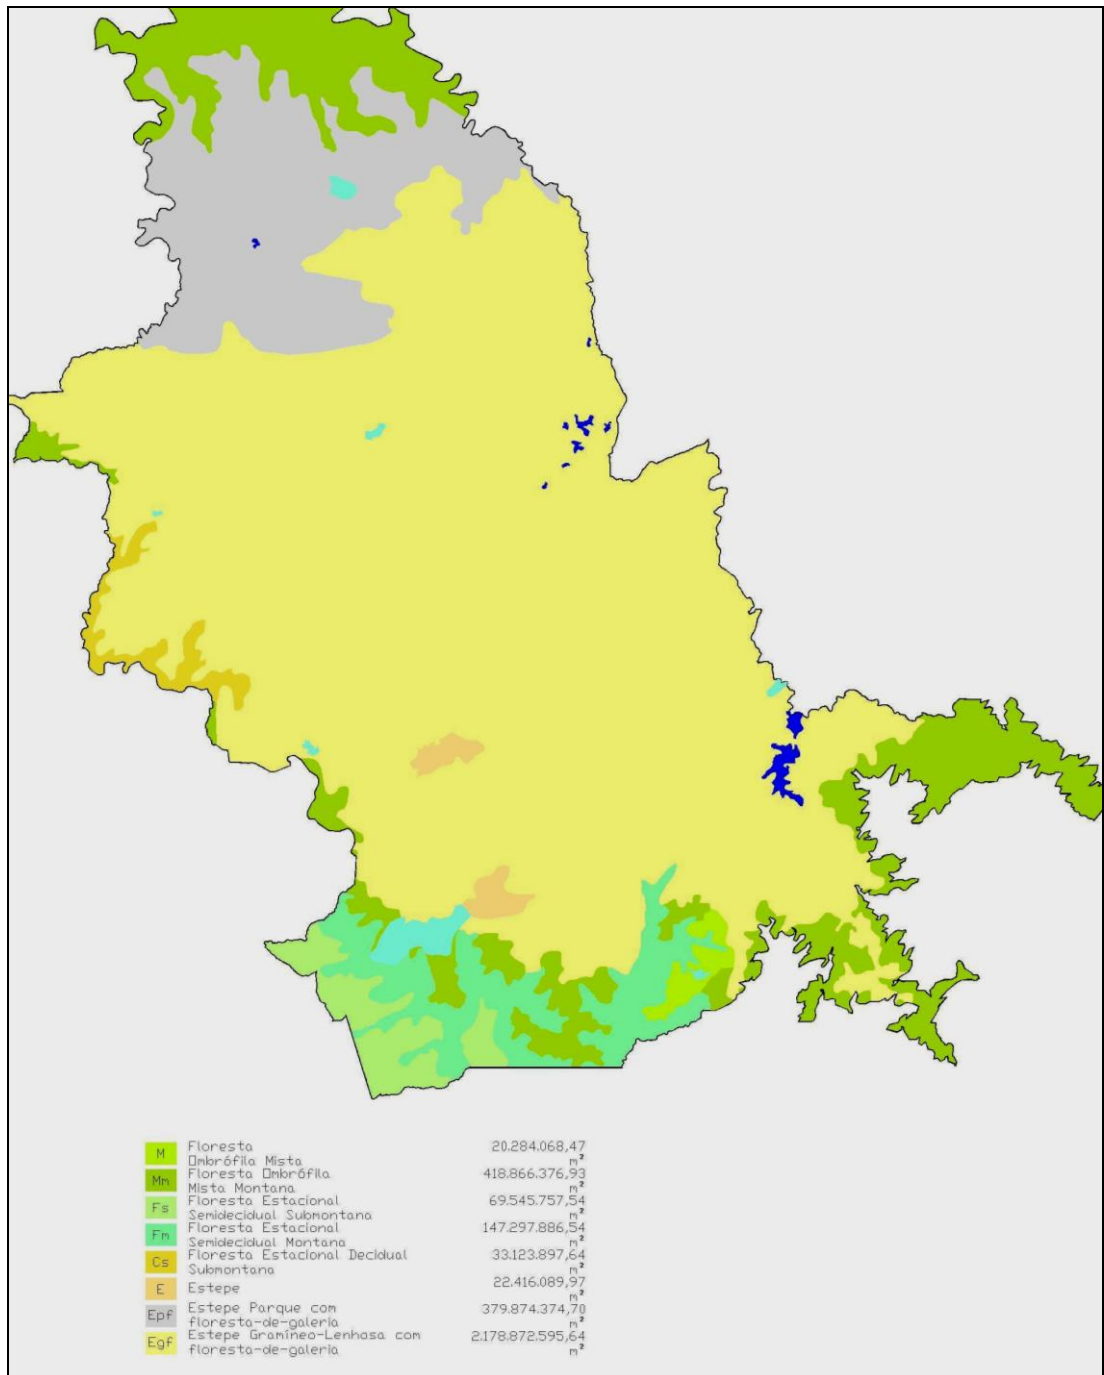 M Floresta 20.284.068,47
Ombrófila Mista m²
Mm Floresta Ombrófila 418.866.376,93
Mista Montana m²
Fs Floresta Estacional 69.545.757,54
Semidecidual Submontana m²
Fm Floresta Estacional 147.297.886,54
Semidecidual Montana m²
Cs Floresta Estacional Decidual 33.123.897,64
Submontana m²
E Estepe 22.416.089,97
m²
Epf Estepe Parque com 379.874.374,70
floresta-de-galeria m²
Egf Estepe Gramíneo-Lenhosa com 2.178.872.595,64
floresta-de-galeria m²